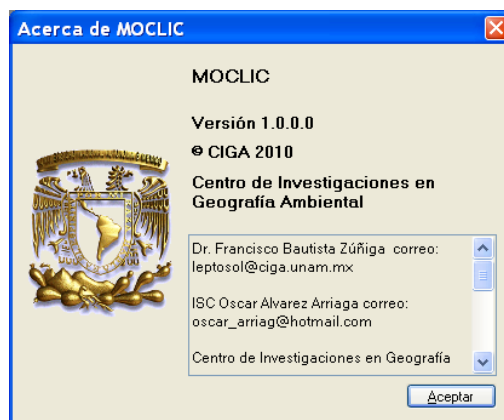 Acerca de MOCLIC
MOCLIC
Versión 1.0.0.0
© CIGA 2010
Centro de Investigaciones en
Geografía Ambiental
Dr. Francisco Bautista Zúñiga correo:
leptosol@ciga.unam.mx
ISC Oscar Alvarez Arriaga correo:
oscar_arriag@hotmail.com
Centro de Investigaciones en Geografía
Aceptar